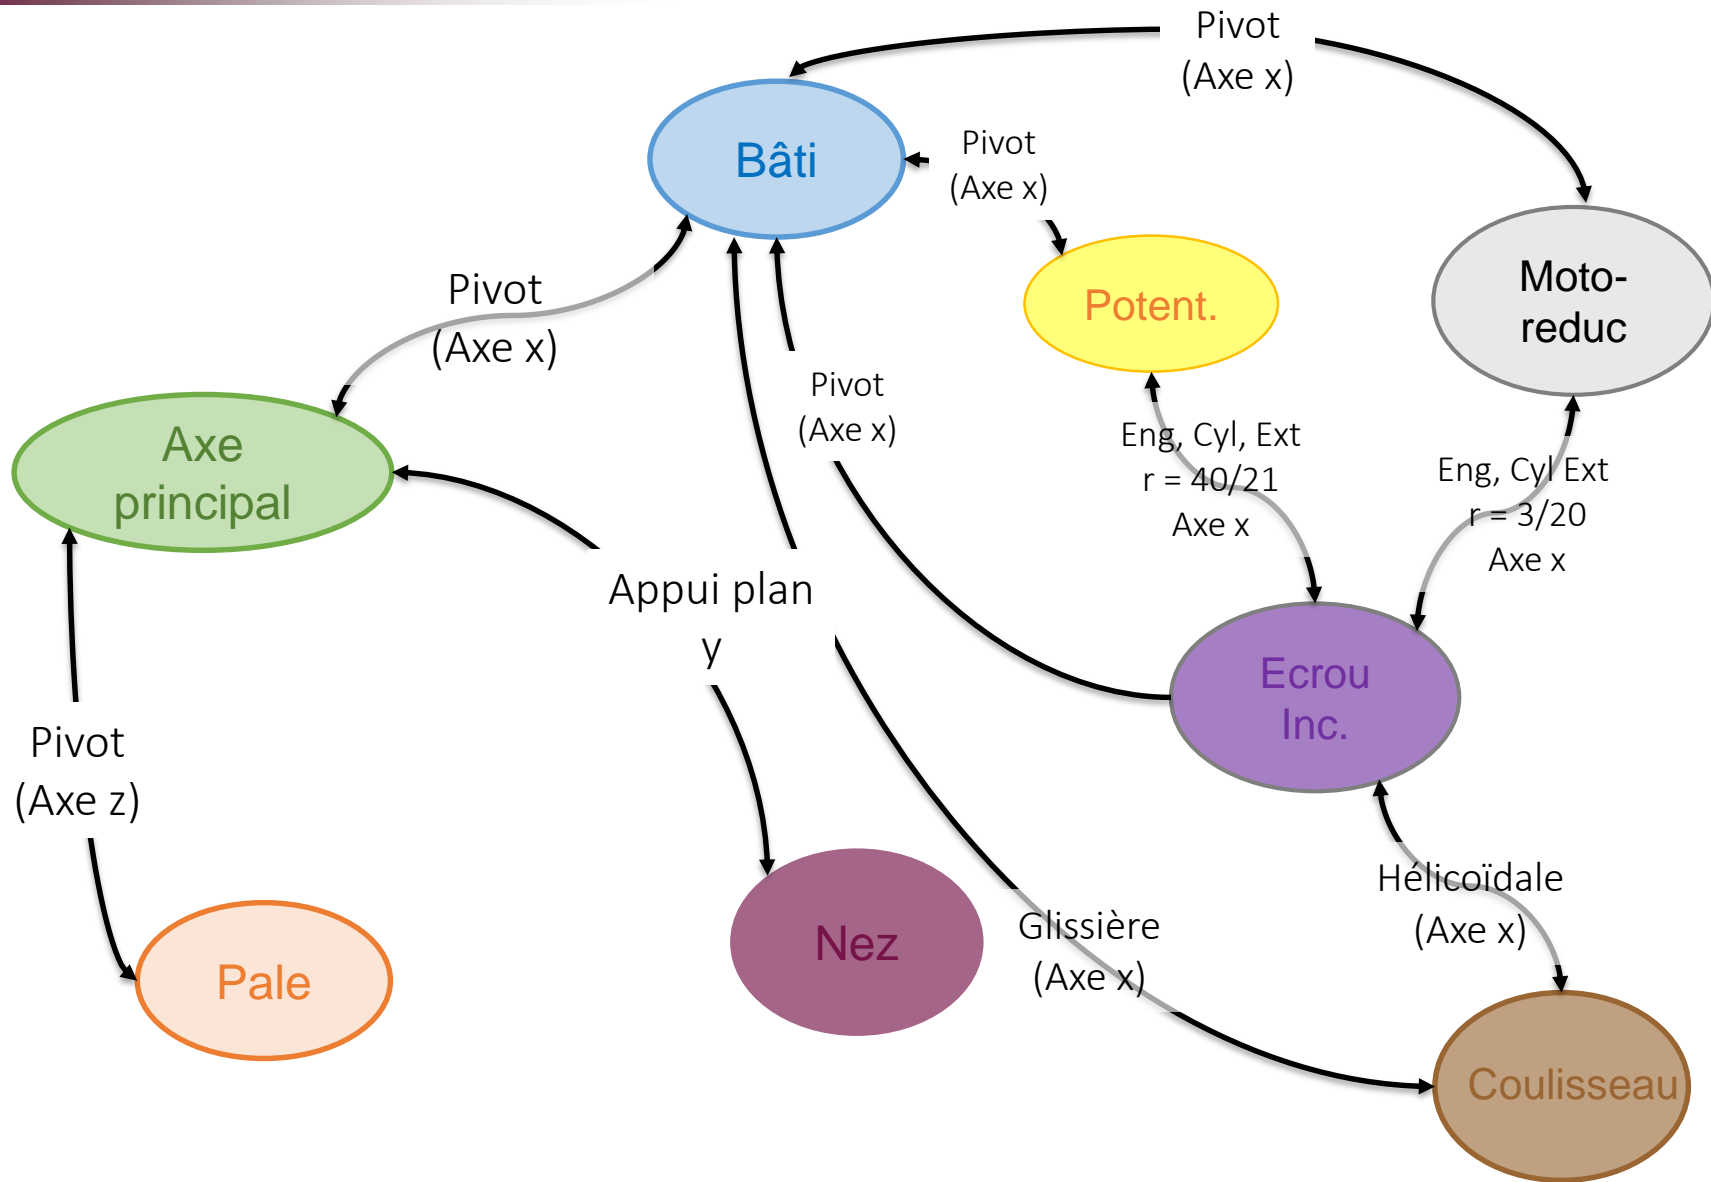 Pivot
(Axe x)
Bâti
Pivot
(Axe x)
Potent.
Moto-
reduc
Pivot
(Axe x)
Pivot
(Axe x)
Axe
principal
Eng, Cyl, Ext
r = 40/21
Axe x
Eng, Cyl Ext
r = 3/20
Axe x
Appui plan
y
Ecrou
Inc.
Pivot
(Axe z)
Hélicoïdale
(Axe x)
Nez
Glissière
(Axe x)
Pale
Coulisseau